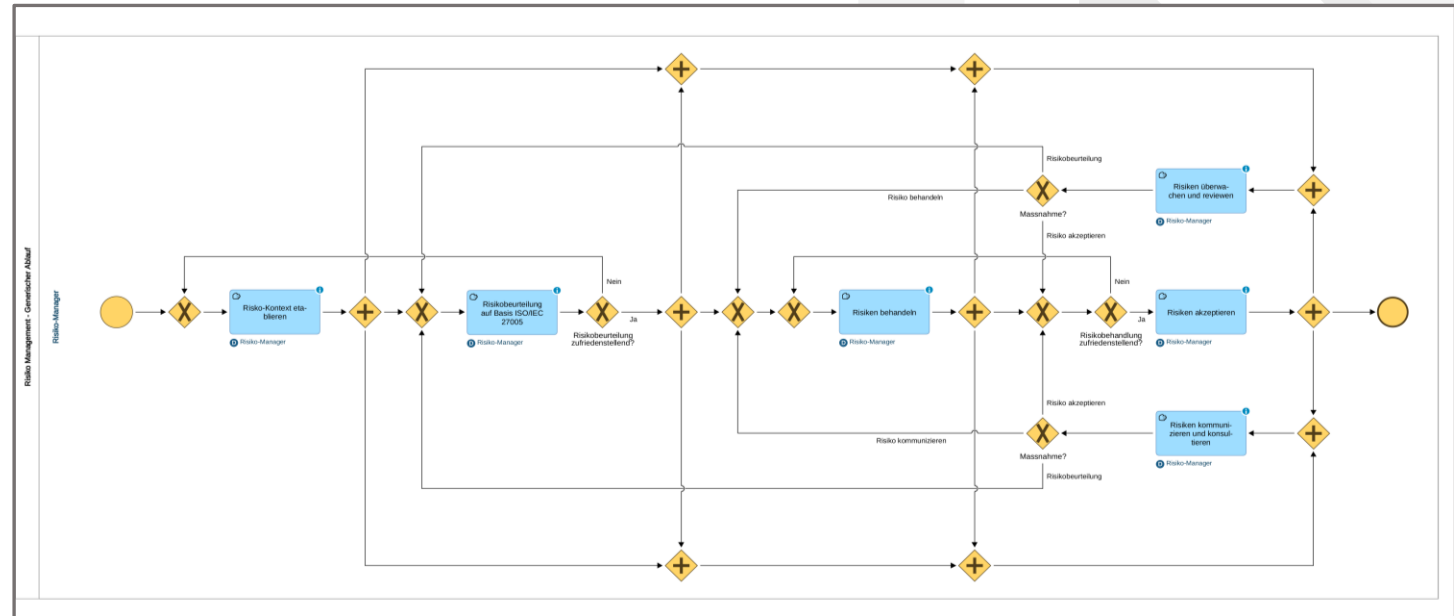 Risiko Management - Generischer Ablauf
Risiko-Manager
Risikobeurteilung
Risiken überwa-
chen und reviewen
Risiko behandeln
Massnahme?
Risiko-Manager
Risiko akzeptieren
Nein
Nein
Risko-Kontext eta-
blieren
Risikobeurteilung
auf Basis ISO/IEC
27005
Risiken behandeln
Risiken akzeptieren
Ja
Ja
Risikobeurteilung
zufriedenstellend?
Risikobehandlung
zufriedenstellend?
D Risiko-Manager
D Risiko-Manager
D Risiko-Manager
D Risiko-Manager
Risiko akzeptieren
Risiken kommuni-
zieren und konsul-
tieren
Risiko kommunizieren
Massnahme?
D Risiko-Manager
Risikobeurteilung